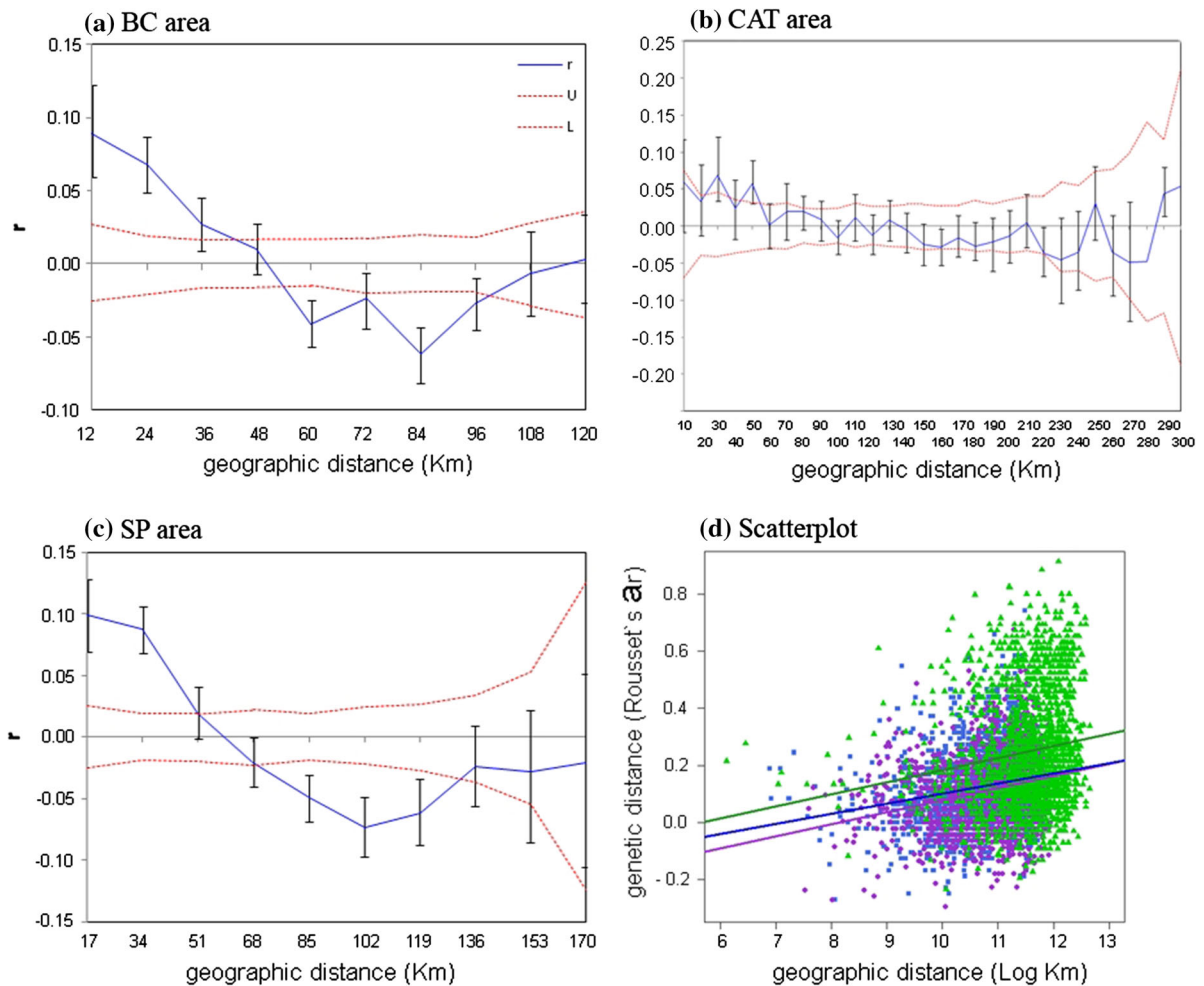 (a) BC area
0.15
0.10
0.05
0.00
-0.05
-0.10
r
r
U
L
12 24 36 48 60 72 84 96 108 120
geographic distance (Km)
(b) CAT area
0.25
0.20
0.15
0.10
0.05
0.00
-0.05
-0.10
-0.15
-0.20
10 30 50 70 90 110 130 150 170 190 210 230 250 270 290
20 40 60 80 100 120 140 160 180 200 220 240 260 280 300
geographic distance (Km)
(c) SP area
0.15
0.10
0.05
0.00
-0.05
-0.10
-0.15
r
17 34 51 68 85 102 119 136 153 170
geographic distance (Km)
(d) Scatterplot
0.8
0.6
0.4
0.2
0.0
- 0.2
genetic distance (Rousset`s ar)
6 7 8 9 10 11 12 13
geographic distance (Log Km)